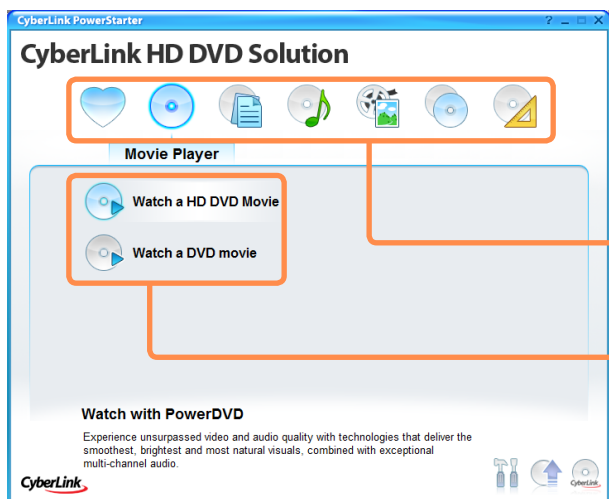 CyberLink PowerStarter
CyberLink HD DVD Solution
Movie Player
Watch a HD DVD Movie
Watch a DVD movie
Watch with PowerDVD
Experience unsurpassed video and audio quality with technologies that deliver the
smoothest, brightest and most natural visuals, combined with exceptional
multi-channel audio.
CyberLink
CyberLink